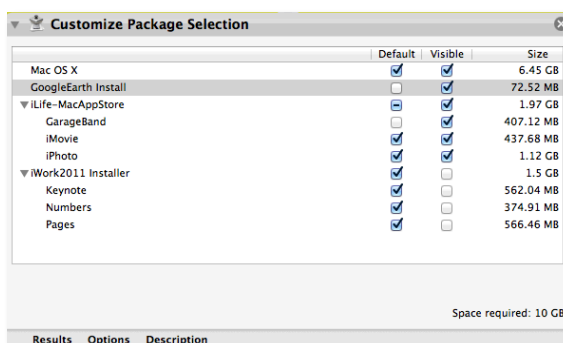 Customize Package Selection
Default Visible Size
Mac OS X 6.45 GB
GoogleEarth Install 72.52 MB
iLife-MacAppStore 1.97 GB
GarageBand 407.12 MB
iMovie 437.68 MB
iPhoto 1.12 GB
iWork2011 Installer 1.5 GB
Keynote 562.04 MB
Numbers 374.91 MB
Pages 566.46 MB
Space required: 10 GB
Results Options Description